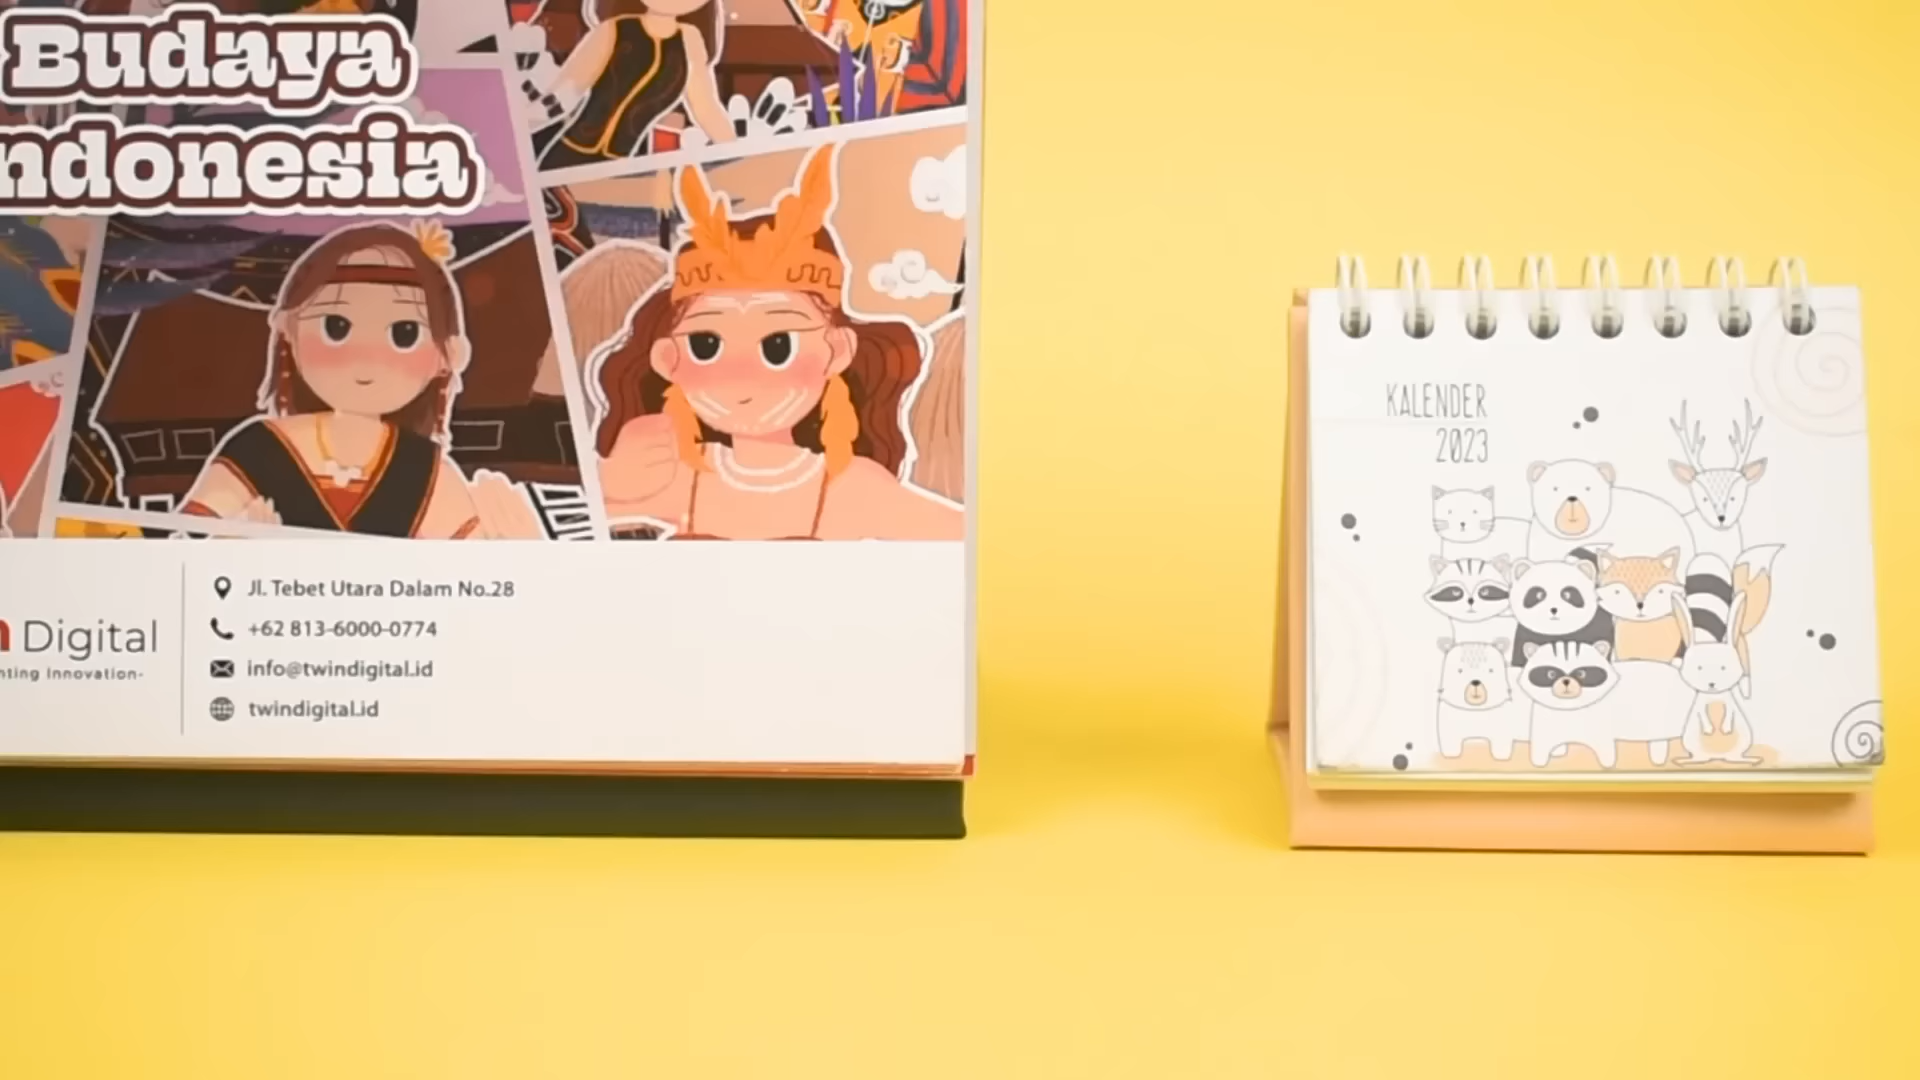 Budaya
ndonesia
Digital
nting Innovation-
Jl. Tebet Utara Dalam No.28
+62 813-6000-0774
info@twindigital.id
twindigital.id
KALENDER
2023